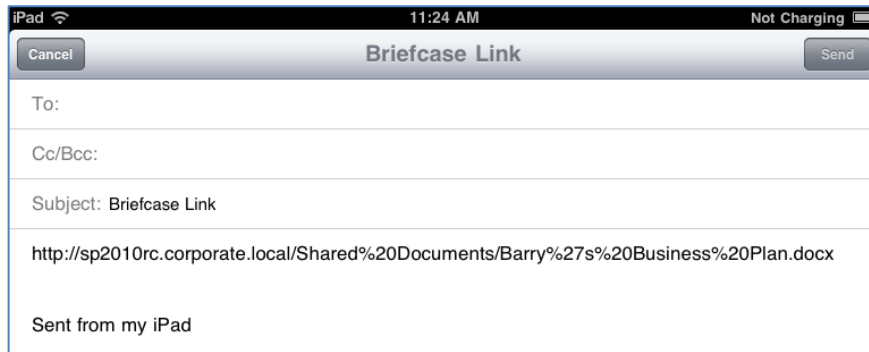 iPad 11:24 AM Not Charging
Cancel Briefcase Link Send
To:
Cc/Bcc:
Subject: Briefcase Link
http://sp2010rc.corporate.local/Shared%20Documents/Barry%27s%20Business%20Plan.docx
Sent from my iPad